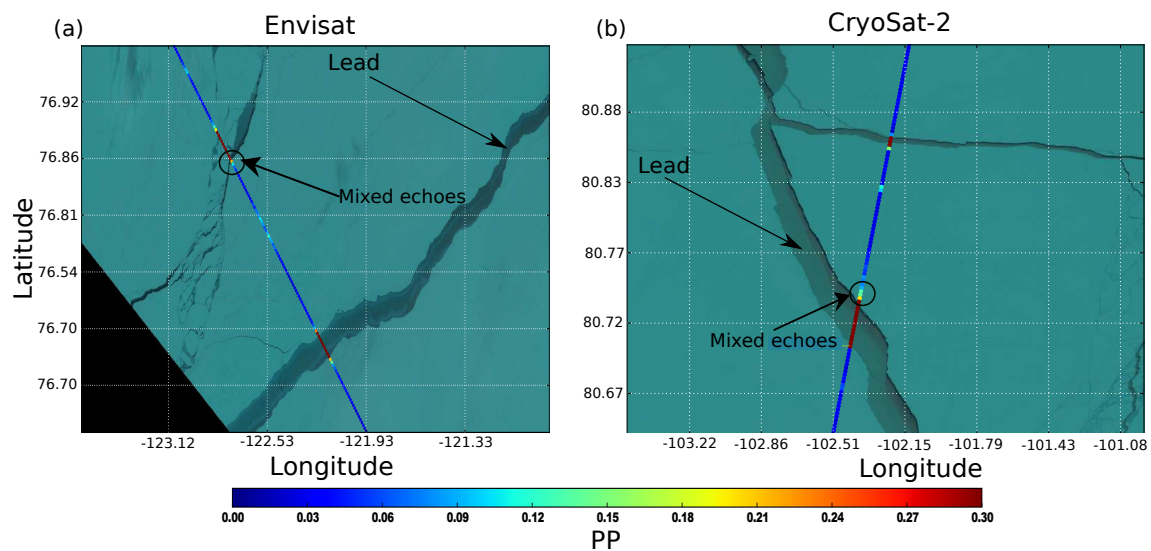 (a) Envisat
(b) CryoSat-2
Lead
Mixed echoes
Latitude
76.92
76.86
76.81
76.54
76.70
76.70
-123.12 -122.53 -121.93 -121.33
Longitude
Lead
Mixed echoes
80.88
80.83
80.77
80.72
80.67
-103.22 -102.86 -102.51 -102.15 -101.79 -101.43 -101.08
Longitude
0.00 0.03 0.06 0.09 0.12 0.15 0.18 0.21 0.24 0.27 0.30
PP